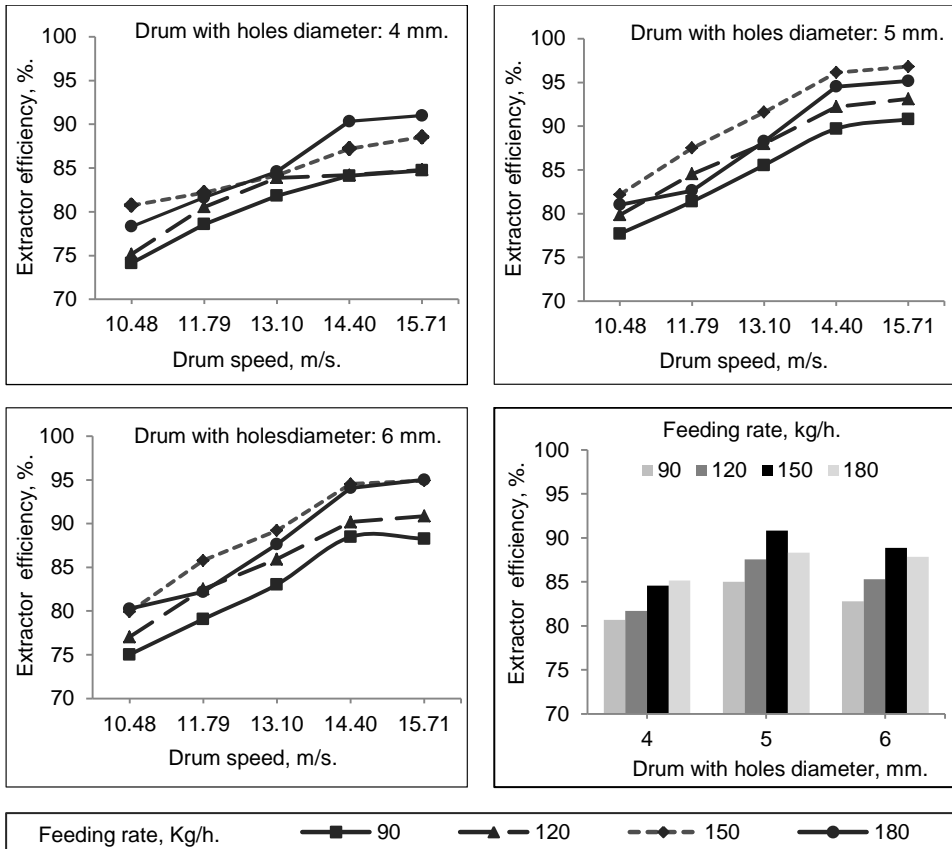 Drum with holes diameter: 4 mm.
Extractor efficiency, %.
90
85
80
75
70
10.48 11.79 13.10 14.40 15.71
Drum speed, m/s.
100
95
Drum with holes diameter: 5 mm.
Extractor efficiency, %.
100
95
90
85
80
75
70
10.48 11.79 13.10 14.40 15.71
Drum speed, m/s.
Drum with holesdiameter: 6 mm.
Extractor efficiency, %.
100
95
90
85
80
75
70
10.48 11.79 13.10 14.40 15.71
Drum speed, m/s.
Feeding rate, kg/h.
90 120 150 180
Extractor efficiency, %.
100
95
90
85
80
75
70
4 5 6
Drum with holes diameter, mm.
Feeding rate, Kg/h. 90 120 150 180